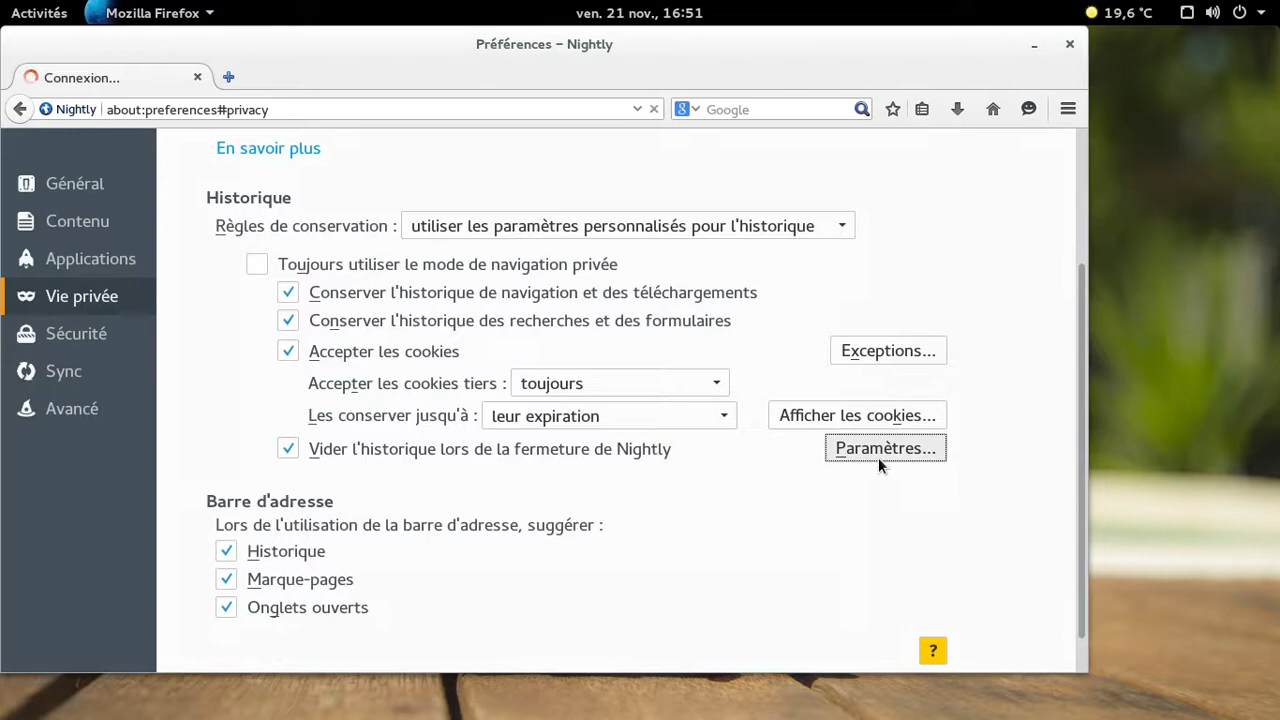 Activités Mozilla Firefox ven. 21 nov., 16:51 19,6 °C
Préférences – Nightly
Connexion...
Nightly about:preferences#privacy Google
En savoir plus
Général
Contenu
Applications
Vie privée
Sécurité
Sync
Avancé
Historique
Règles de conservation : utiliser les paramètres personnalisés pour l'historique
Toujours utiliser le mode de navigation privée
Conserver l'historique de navigation et des téléchargements
Conserver l'historique des recherches et des formulaires
Accepter les cookies Exceptions...
Accepter les cookies tiers : toujours
Les conserver jusqu'à : leur expiration Afficher les cookies...
Vider l'historique lors de la fermeture de Nightly Paramètres...
Barre d'adresse
Lors de l'utilisation de la barre d'adresse, suggérer :
Historique
Marque-pages
Onglets ouverts
?